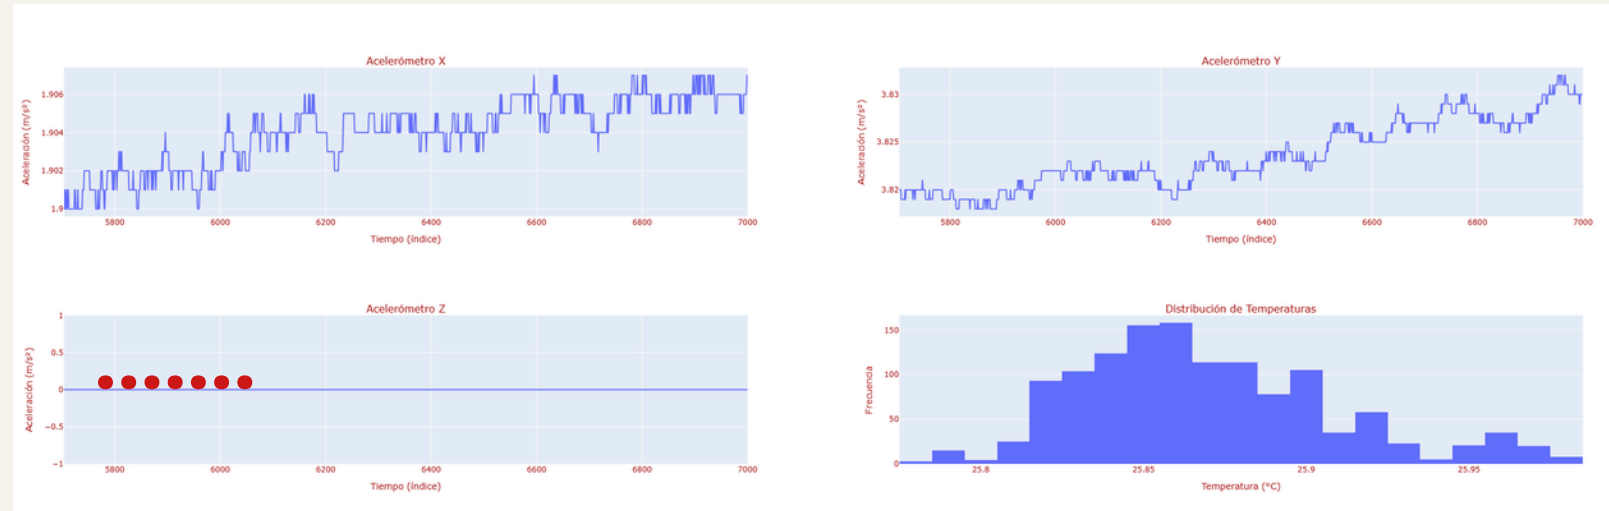 Acelerómetro X
Aceleración (m/s²)
1.906
1.904
1.902
1.9
5800 6000 6200 6400 6600 6800 7000
Tiempo (índice)
Acelerómetro Y
Aceleración (m/s²)
3.83
3.825
3.82
5800 6000 6200 6400 6600 6800 7000
Tiempo (índice)
Acelerómetro Z
Aceleración (m/s²)
1
0.5
0
−0.5
−1
5800 6000 6200 6400 6600 6800 7000
Tiempo (índice)
Distribución de Temperaturas
Frecuencia
150
100
50
0
25.8 25.85 25.9 25.95
Temperatura (°C)